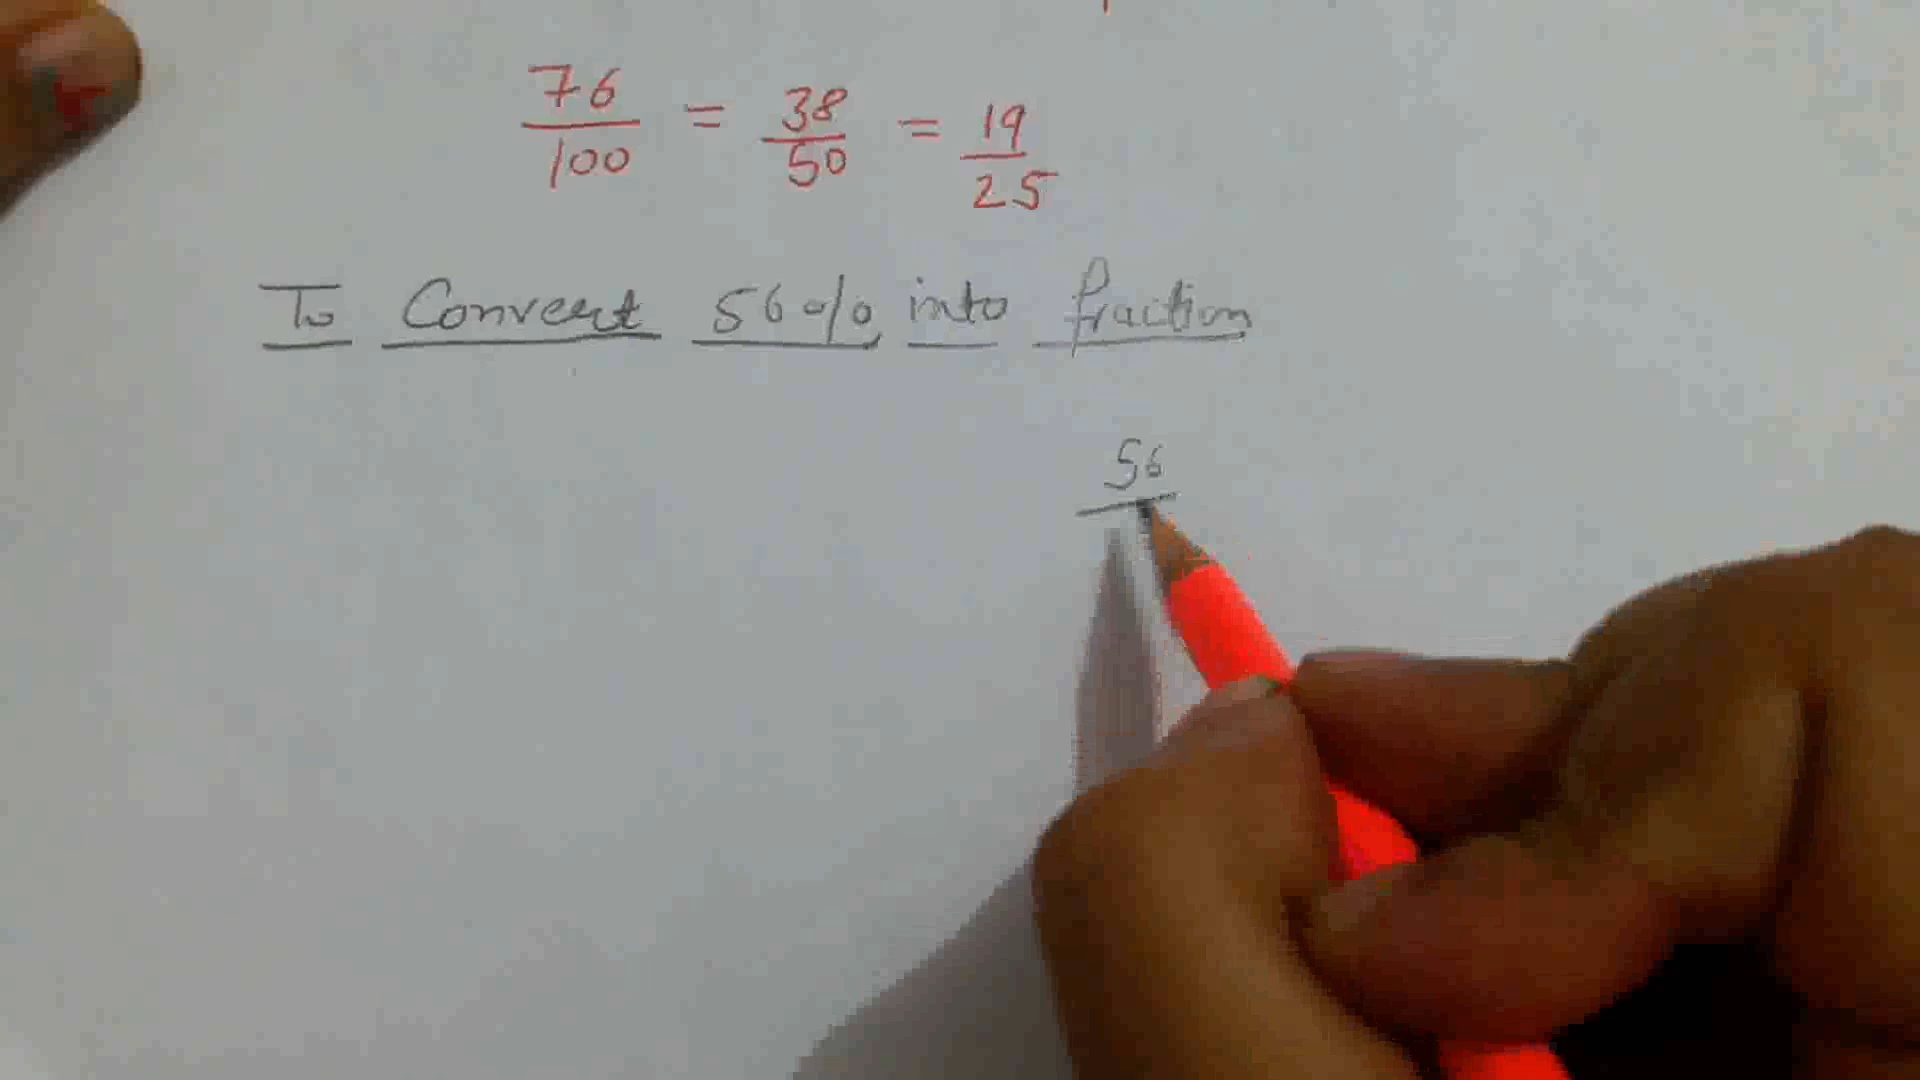 76/100 = 38/50 = 19/25
To Convert 56% into fraction
56